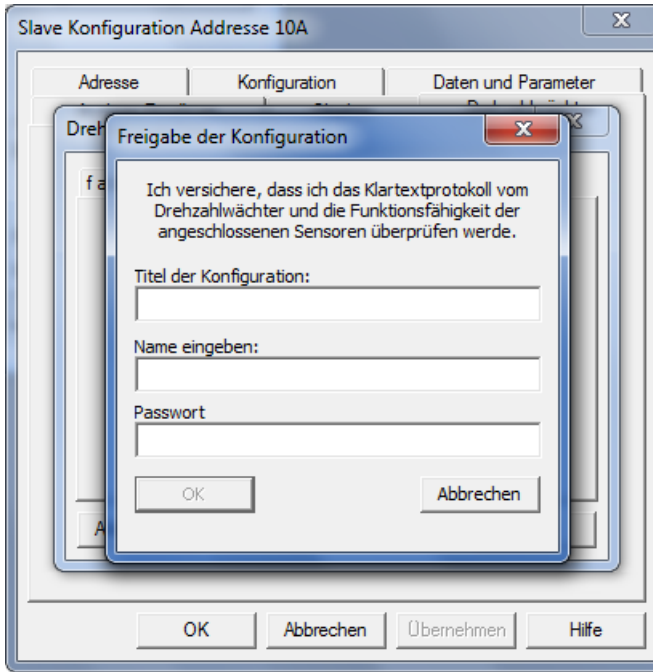 Slave Konfiguration Addresse 10A
Adresse Konfiguration Daten und Parameter
Dreh
Freigabe der Konfiguration
f a
Ich versichere, dass ich das Klartextprotokoll vom
Drehzahlwächter und die Funktionsfähigkeit der
angeschlossenen Sensoren überprüfen werde.
Titel der Konfiguration:
Name eingeben:
Passwort
OK Abbrechen
A
OK Abbrechen Übernehmen Hilfe